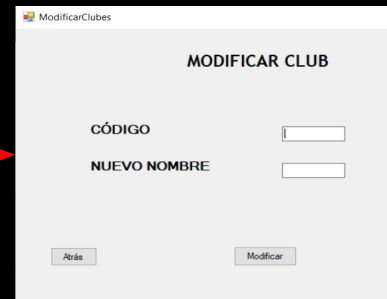 ModificarClubes
MODIFICAR CLUB
CÓDIGO
NUEVO NOMBRE
Atrás Modificar